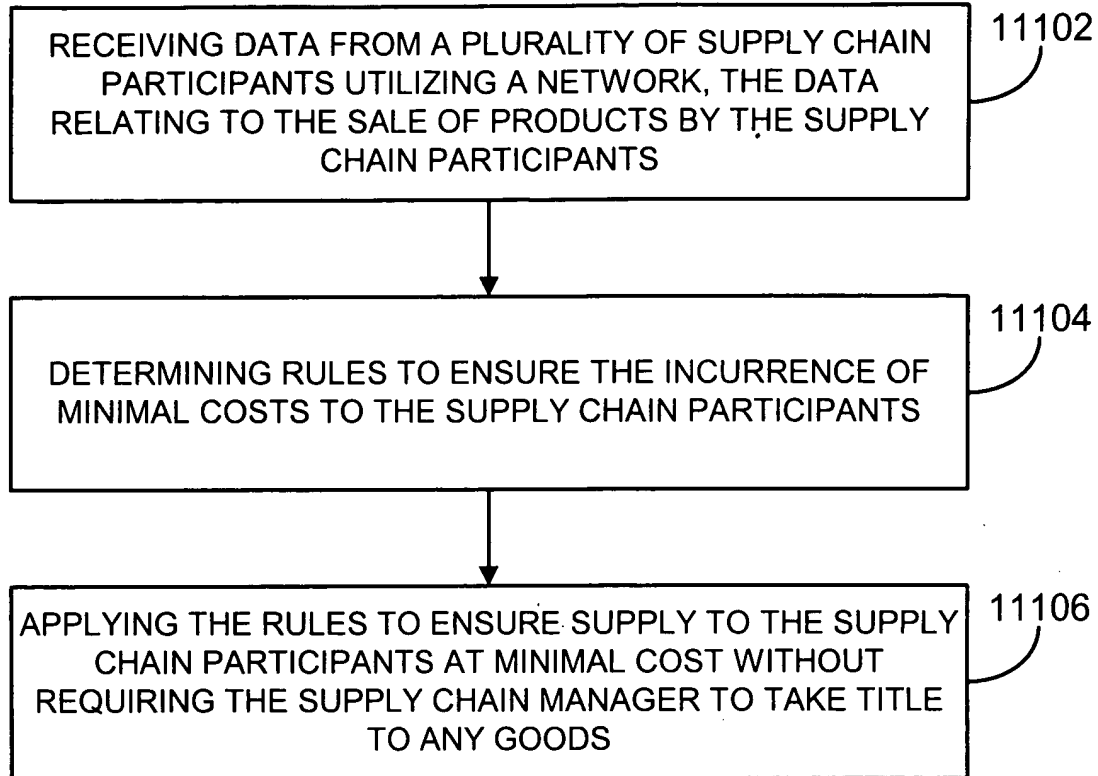 RECEIVING DATA FROM A PLURALITY OF SUPPLY CHAIN
PARTICIPANTS UTILIZING A NETWORK, THE DATA
RELATING TO THE SALE OF PRODUCTS BY THE SUPPLY
CHAIN PARTICIPANTS
11102
DETERMINING RULES TO ENSURE THE INCURRENCE OF
MINIMAL COSTS TO THE SUPPLY CHAIN PARTICIPANTS
11104
APPLYING THE RULES TO ENSURE SUPPLY TO THE SUPPLY
CHAIN PARTICIPANTS AT MINIMAL COST WITHOUT
REQUIRING THE SUPPLY CHAIN MANAGER TO TAKE TITLE
TO ANY GOODS
11106